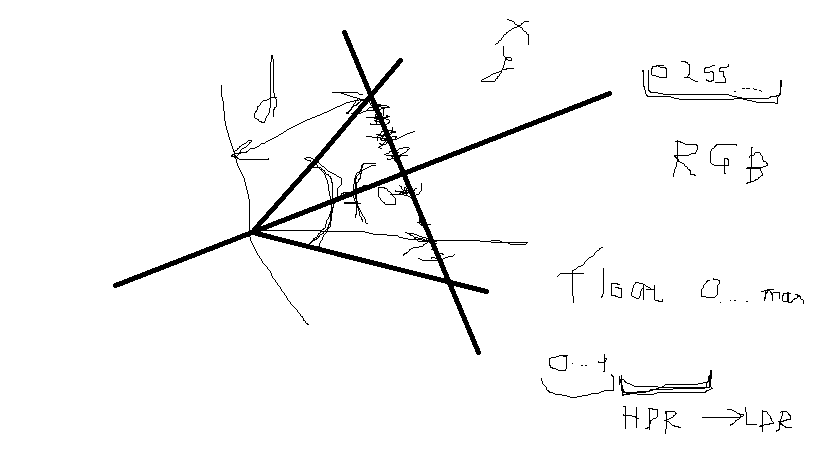 d
0 255 ....
RGB
float 0... max
0...1
HDR → LDR